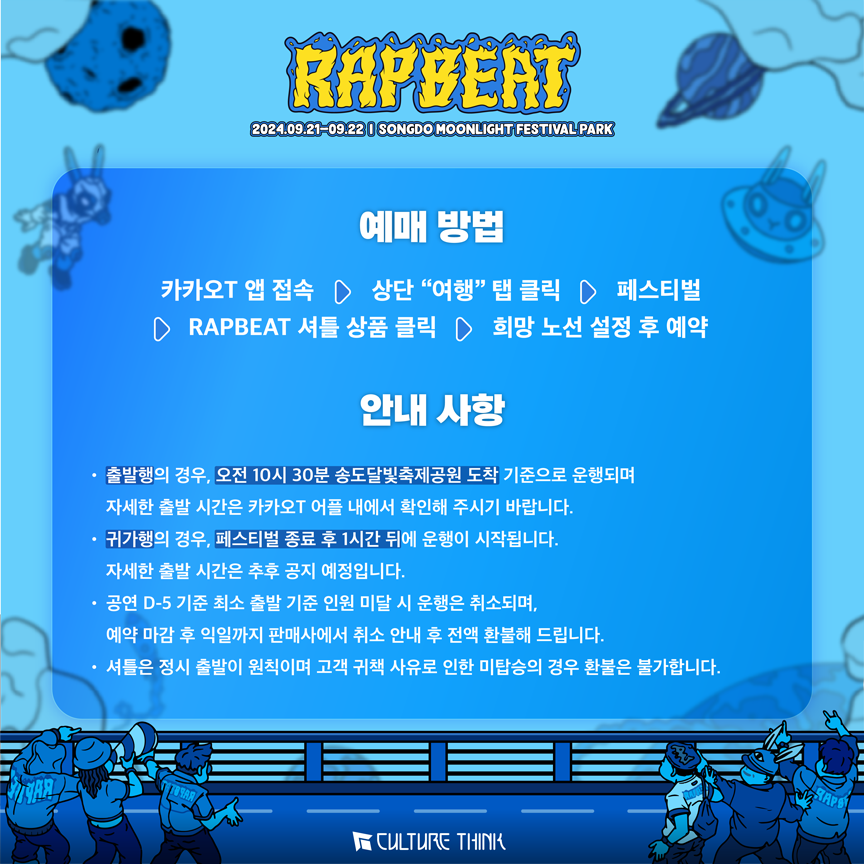 RAPBEAT
2024.09.21-09.22 | SONGDO MOONLIGHT FESTIVAL PARK
예매 방법
카카오T 앱 접속 ▷ 상단 “여행” 탭 클릭 ▷ 페스티벌
▷ RAPBEAT 셔틀 상품 클릭 ▷ 희망 노선 설정 후 예약
안내 사항
• 출발행의 경우, 오전 10시 30분 송도달빛축제공원 도착 기준으로 운행되며
자세한 출발 시간은 카카오T 어플 내에서 확인해 주시기 바랍니다.
• 귀가행의 경우, 페스티벌 종료 후 1시간 뒤에 운행이 시작됩니다.
자세한 출발 시간은 추후 공지 예정입니다.
• 공연 D-5 기준 최소 출발 기준 인원 미달 시 운행은 취소되며,
예약 마감 후 익일까지 판매사에서 취소 안내 후 전액 환불해 드립니다.
• 셔틀은 정시 출발이 원칙이며 고객 귀책 사유로 인한 미탑승의 경우 환불은 불가합니다.
RAPBEAT
RAPBEAT
CULTURE THINK